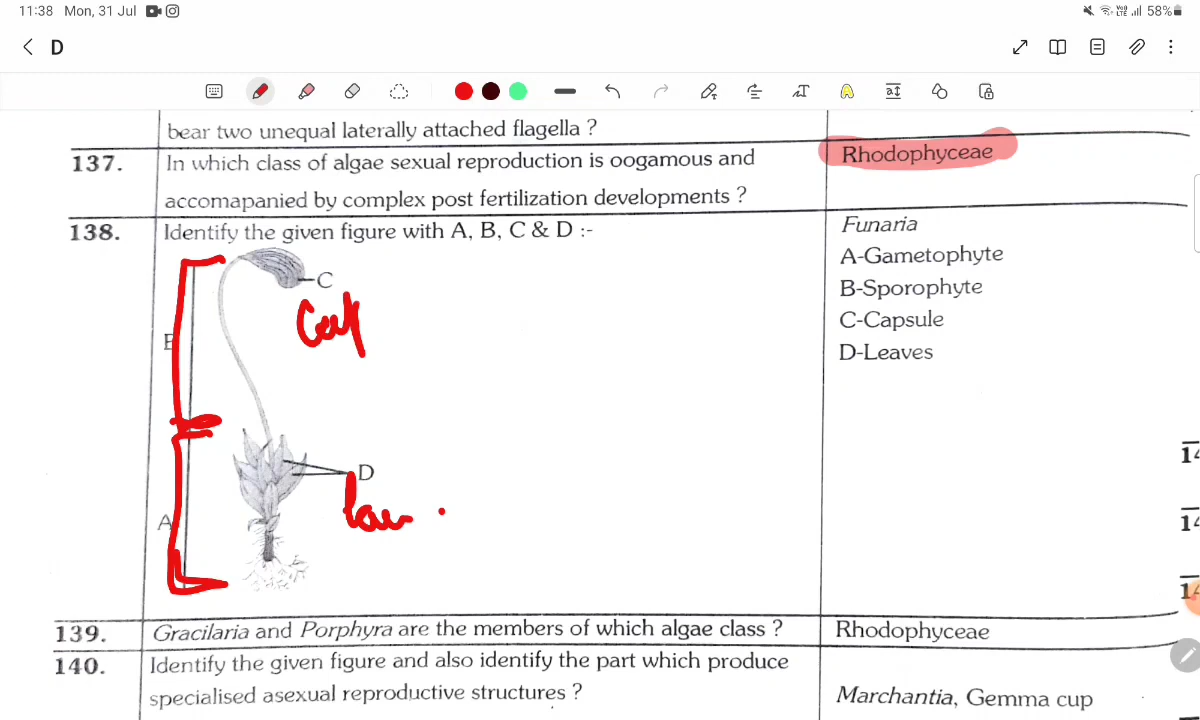 11:38 Mon, 31 Jul
58%
D
bear two unequal laterally attached flagella ?
137. In which class of algae sexual reproduction is oogamous and Rhodophyceae
accomapanied by complex post fertilization developments ?
138. Identify the given figure with A, B, C & D :- Funaria
A-Gametophyte
C
B-Sporophyte
C-Capsule
B
D-Leaves
D
A
139. Gracilaria and Porphyra are the members of which algae class ? Rhodophyceae
140. Identify the given figure and also identify the part which produce
specialised asexual reproductive structures ? Marchantia, Gemma cup